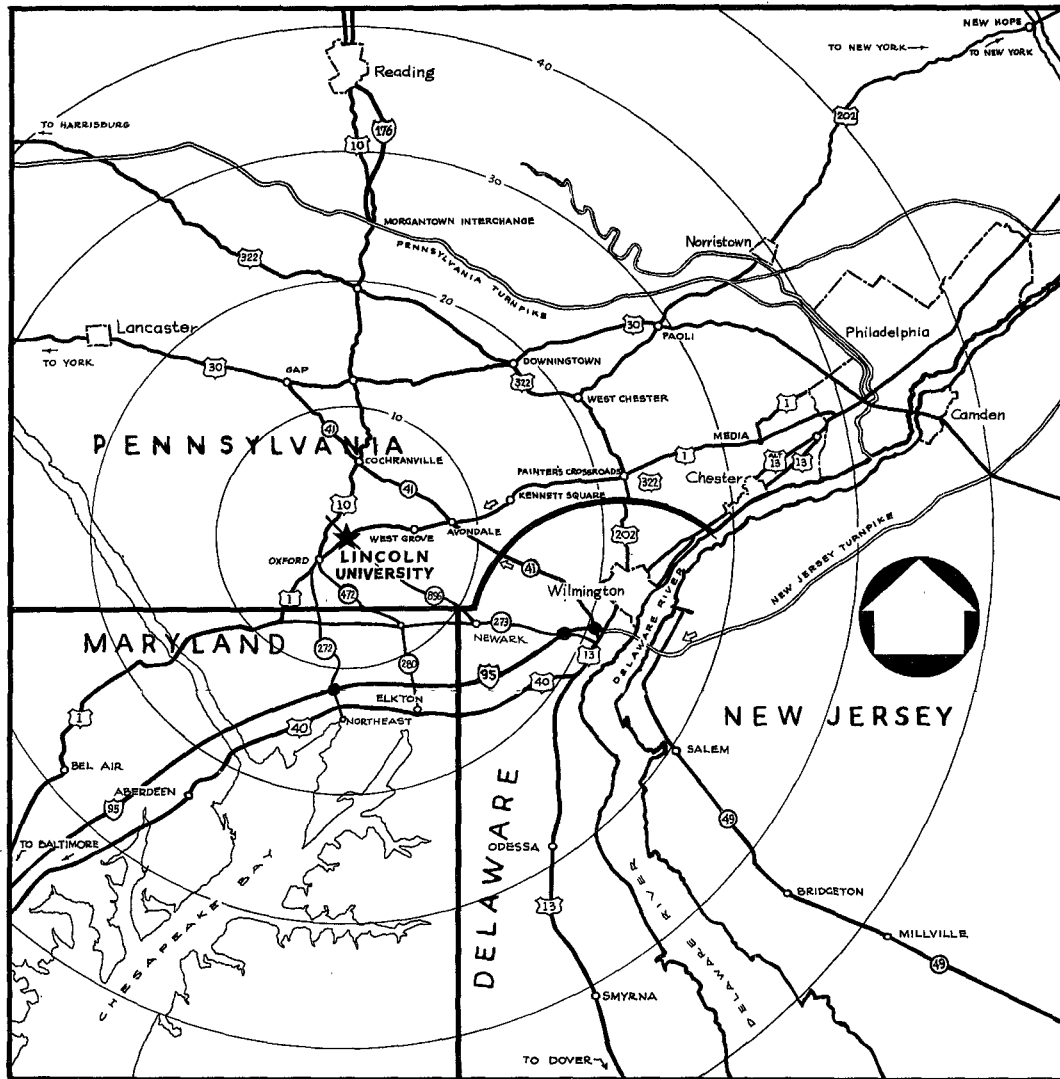 NEW HOPE
TO NEW YORK
TO NEW YORK
40
Reading
202
TO HARRISBURG
176
10
30
MORGANTOWN INTERCHANGE
PENNSYLVANIA TURNPIKE
Norristown
322
20
Lancaster
30
PAOLI
Philadelphia
TO YORK
30
GAP
DOWNINGTOWN
322
WEST CHESTER
10
1
Camden
41
MEDIA
PENNSYLVANIA
COCHRANVILLE
1
ALT 13
13
PAINTER'S CROSSROADS
322
Chester
41
KENNETT SQUARE
10
AVONDALE
WEST GROVE
202
OXFORD
LINCOLN UNIVERSITY
41
NEW JERSEY TURNPIKE
472
896
Wilmington
1
273
NEWARK
MARYLAND
272
280
13
DELAWARE RIVER
95
40
ELKTON
1
40
NORTHEAST
NEW JERSEY
SALEM
BEL AIR
ABERDEEN
95
49
TO BALTIMORE
ODESSA
DELAWARE
CHESAPEAKE BAY
BRIDGETON
13
DELAWARE RIVER
MILLVILLE
49
SMYRNA
TO DOVER